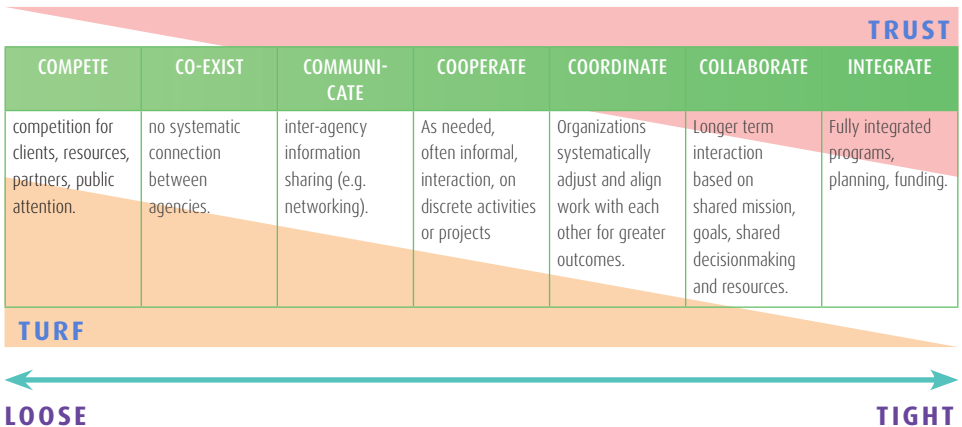 TRUST
COMPETE
CO-EXIST
COMMUNI-
CATE
COOPERATE
COORDINATE
COLLABORATE
INTEGRATE
competition for
clients, resources,
partners, public
attention.
no systematic
connection
between
agencies.
inter-agency
information
sharing (e.g.
networking).
As needed,
often informal,
interaction, on
discrete activities
or projects
Organizations
systematically
adjust and align
work with each
other for greater
outcomes.
Longer term
interaction
based on
shared mission,
goals, shared
decisionmaking
and resources.
Fully integrated
programs,
planning, funding.
TURF
LOOSE
TIGHT